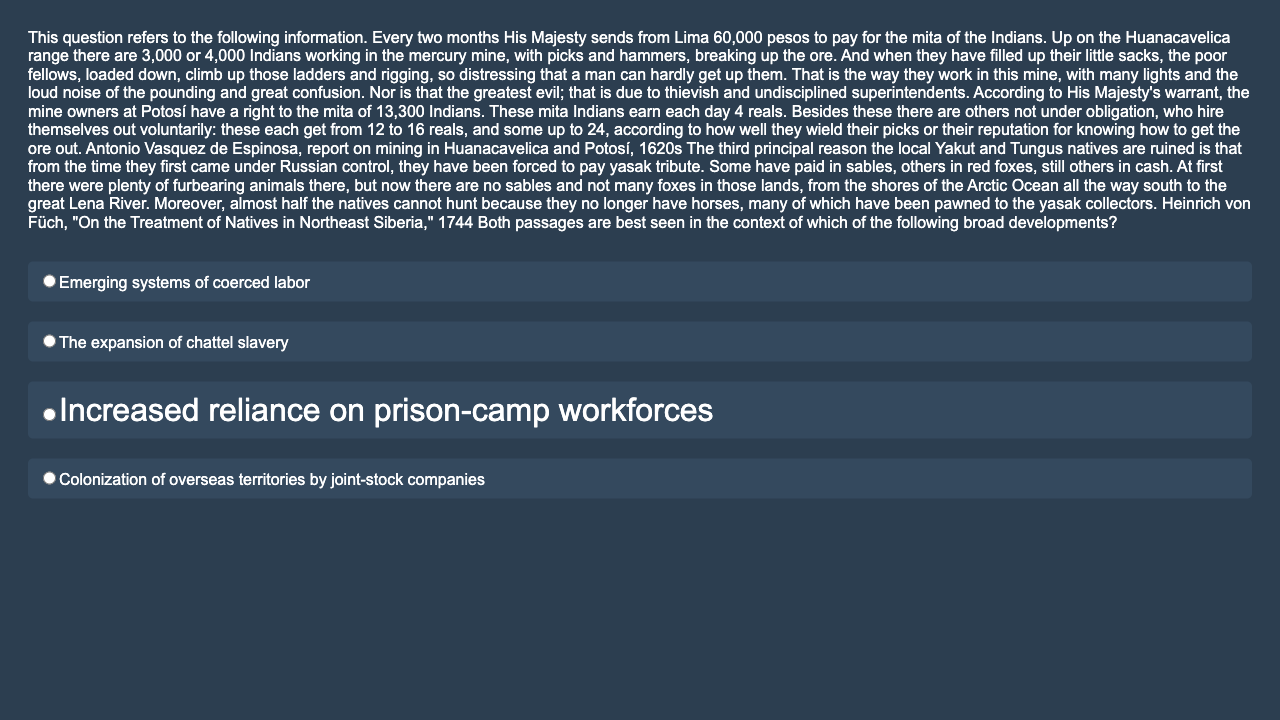 This question refers to the following information. Every two months His Majesty sends from Lima 60,000 pesos to pay for the mita of the Indians. Up on the Huanacavelica
range there are 3,000 or 4,000 Indians working in the mercury mine, with picks and hammers, breaking up the ore. And when they have filled up their little sacks, the poor
fellows, loaded down, climb up those ladders and rigging, so distressing that a man can hardly get up them. That is the way they work in this mine, with many lights and the
loud noise of the pounding and great confusion. Nor is that the greatest evil; that is due to thievish and undisciplined superintendents. According to His Majesty's warrant, the
mine owners at Potosí have a right to the mita of 13,300 Indians. These mita Indians earn each day 4 reals. Besides these there are others not under obligation, who hire
themselves out voluntarily: these each get from 12 to 16 reals, and some up to 24, according to how well they wield their picks or their reputation for knowing how to get the
ore out. Antonio Vasquez de Espinosa, report on mining in Huanacavelica and Potosí, 1620s The third principal reason the local Yakut and Tungus natives are ruined is that
from the time they first came under Russian control, they have been forced to pay yasak tribute. Some have paid in sables, others in red foxes, still others in cash. At first
there were plenty of furbearing animals there, but now there are no sables and not many foxes in those lands, from the shores of the Arctic Ocean all the way south to the
great Lena River. Moreover, almost half the natives cannot hunt because they no longer have horses, many of which have been pawned to the yasak collectors. Heinrich von
Füch, "On the Treatment of Natives in Northeast Siberia," 1744 Both passages are best seen in the context of which of the following broad developments?
Emerging systems of coerced labor
The expansion of chattel slavery
Increased reliance on prison-camp workforces
Colonization of overseas territories by joint-stock companies